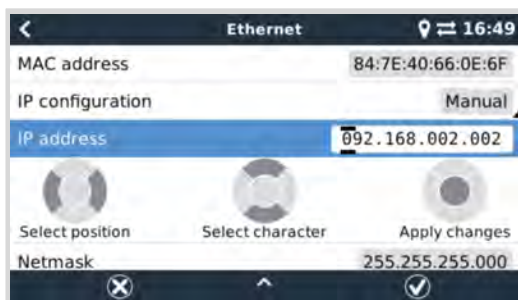 Ethernet 16:49
MAC address 84:7E:40:66:0E:6F
IP configuration Manual
IP address 092.168.002.002
Select position Select character Apply changes
Netmask 255.255.255.000